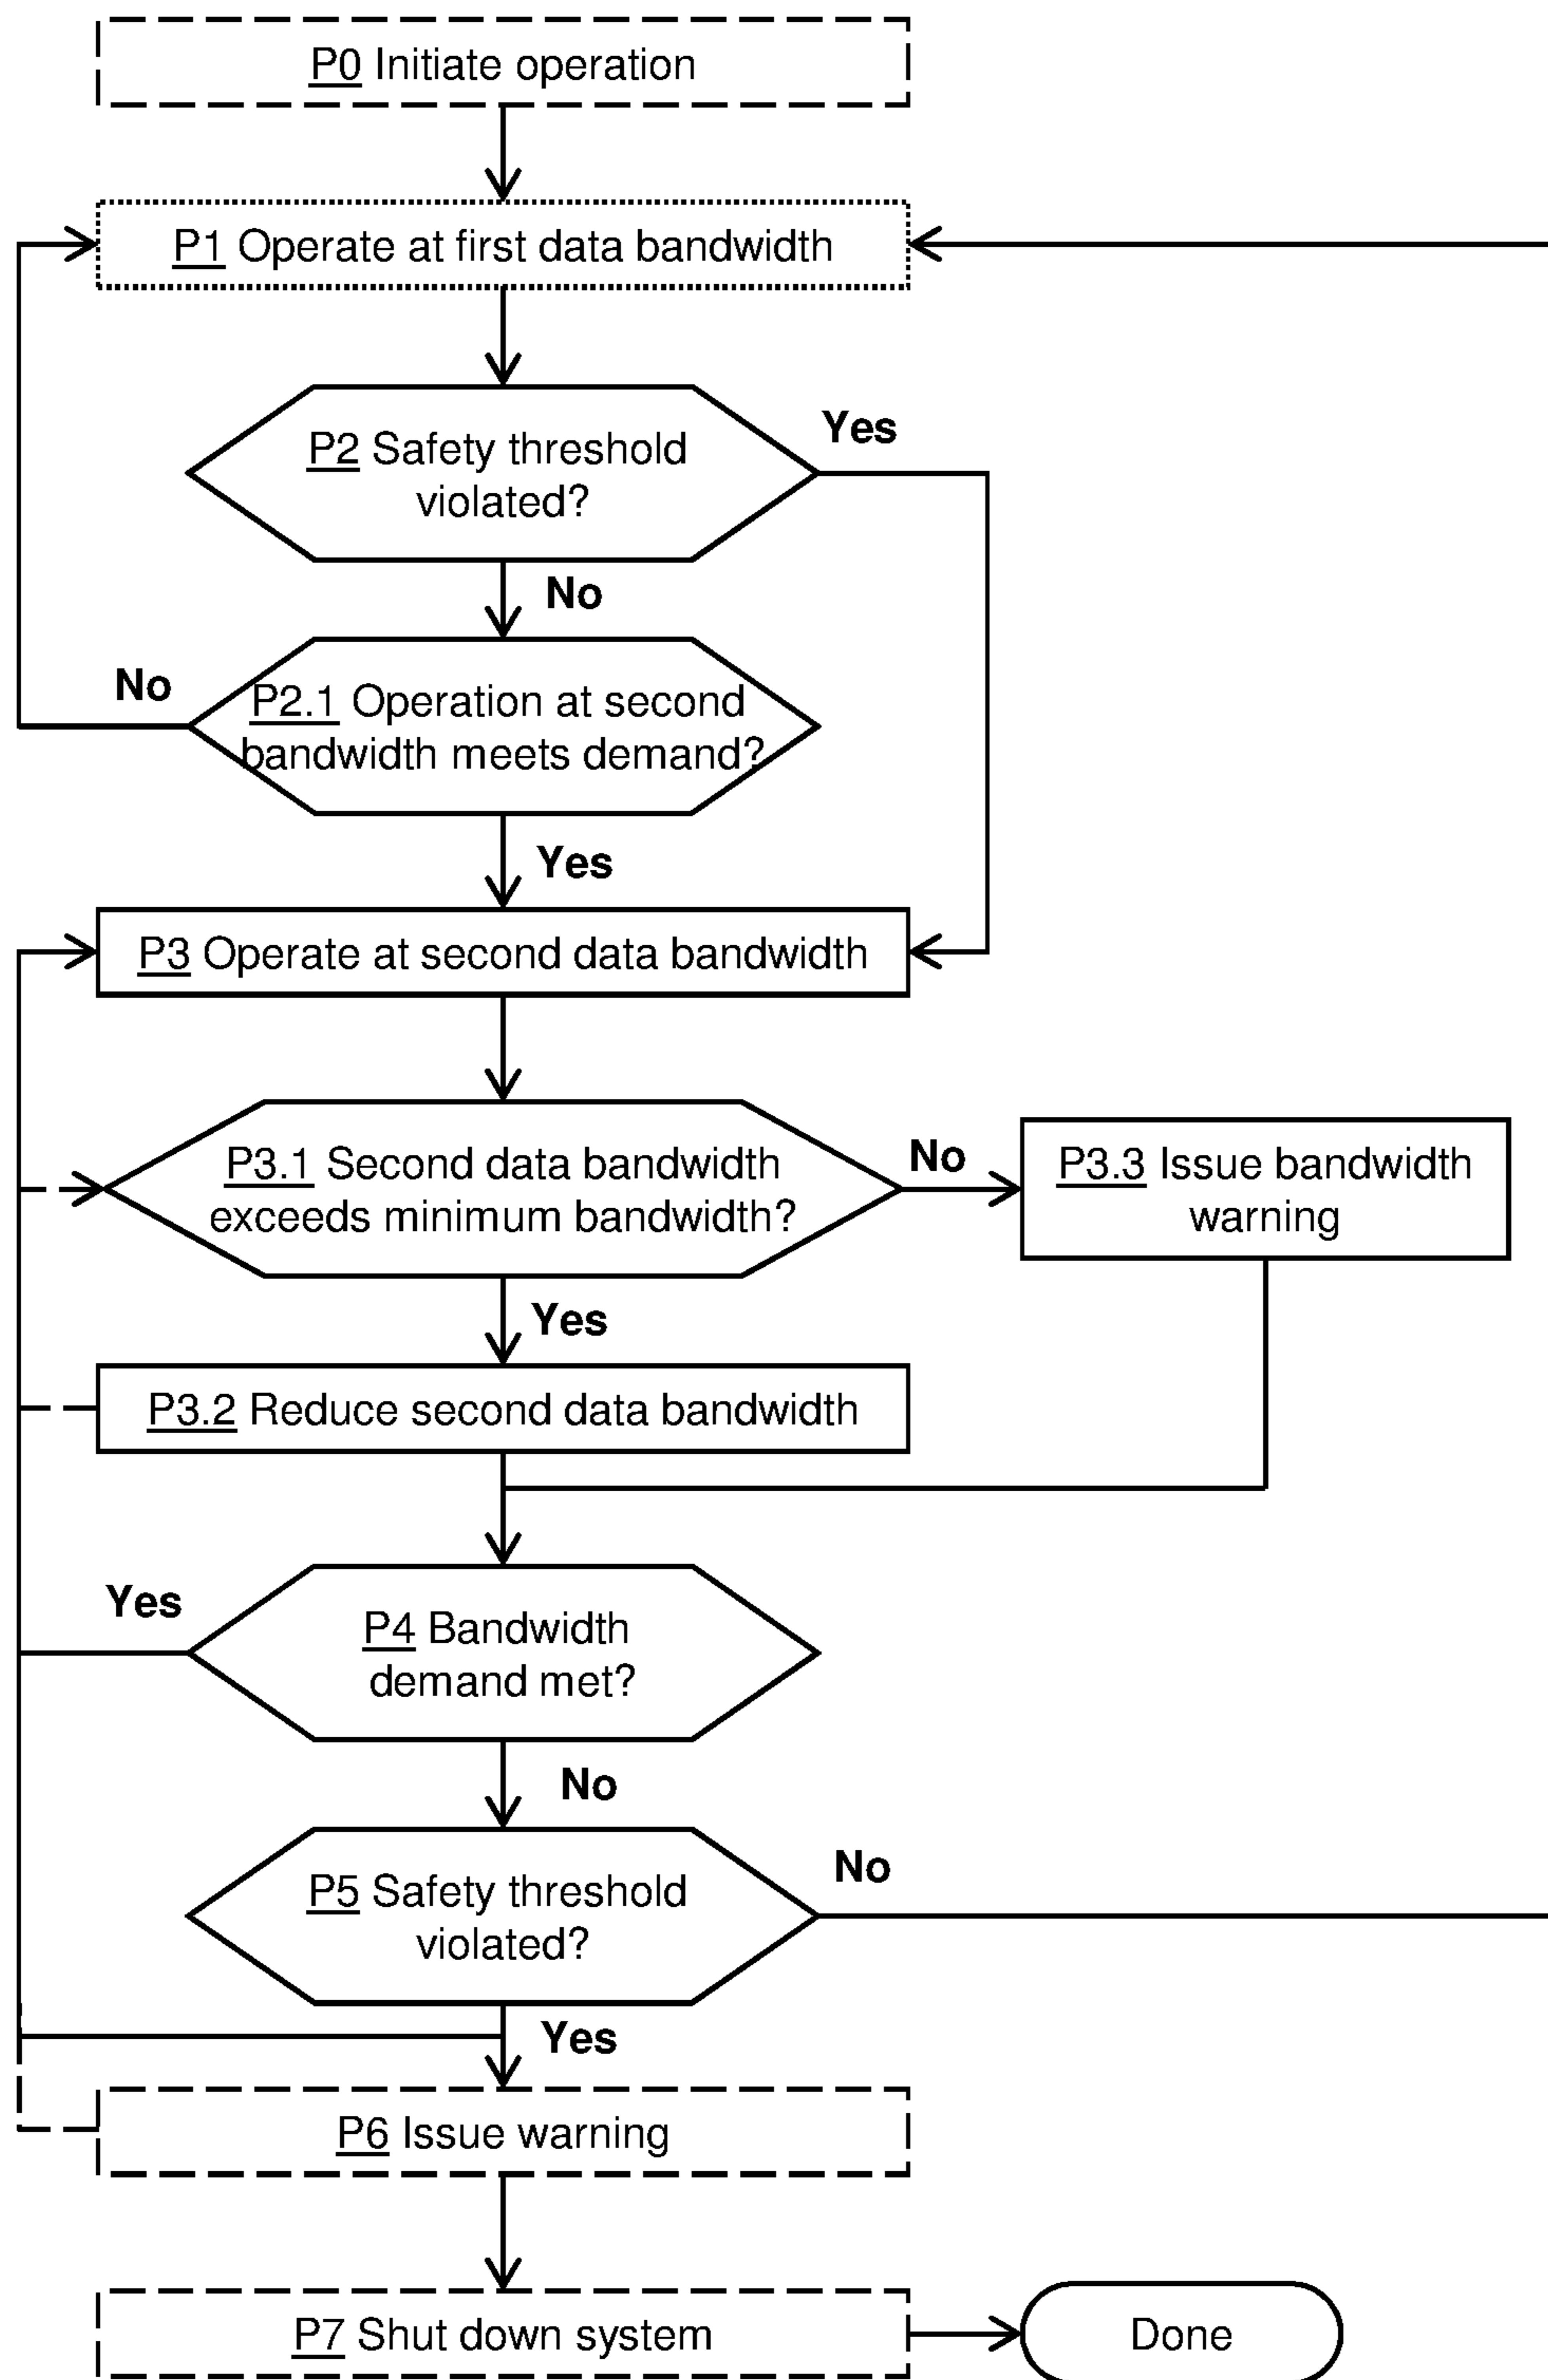 P0 Initiate operation
P1 Operate at first data bandwidth
P2 Safety threshold
violated?
Yes
No
P2.1 Operation at second
bandwidth meets demand?
No
Yes
P3 Operate at second data bandwidth
P3.1 Second data bandwidth
exceeds minimum bandwidth?
No
P3.3 Issue bandwidth
warning
Yes
P3.2 Reduce second data bandwidth
P4 Bandwidth
demand met?
Yes
No
P5 Safety threshold
violated?
No
Yes
P6 Issue warning
P7 Shut down system
Done